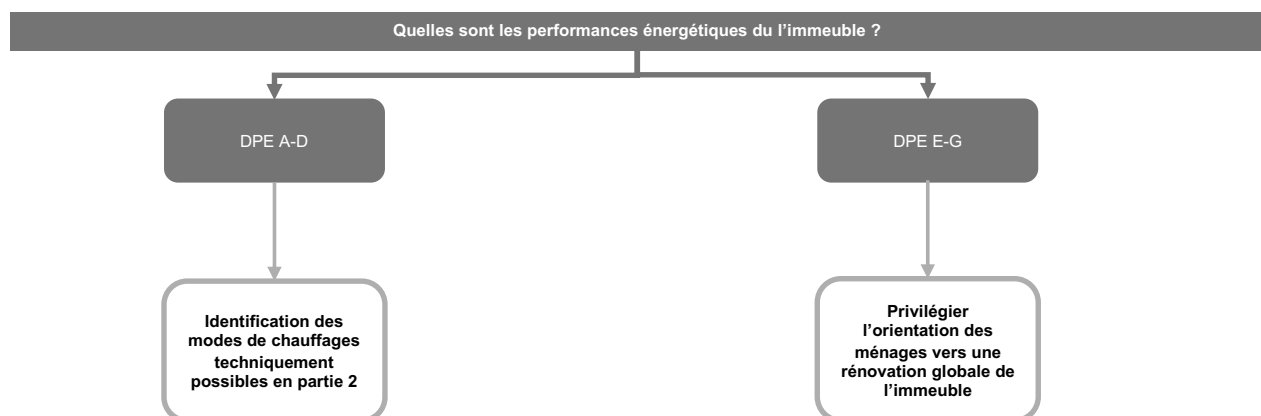 Quelles sont les performances énergétiques du l’immeuble ?
DPE A-D
DPE E-G
Identification des
modes de chauffages
techniquement
possibles en partie 2
Privilégier
l’orientation des
ménages vers une
rénovation globale de
l’immeuble